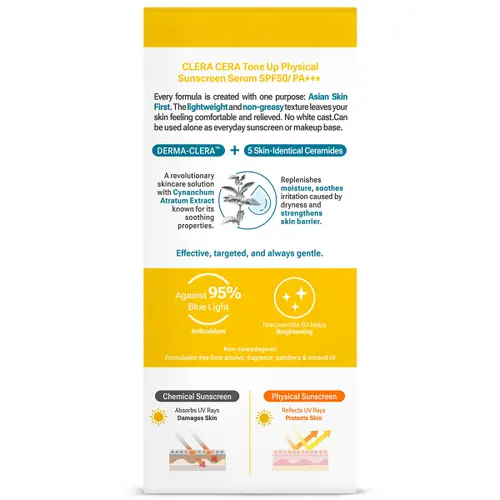 CLERA CERA Tone Up Physical
Sunscreen Serum SPF50/ PA+++
Every formula is created with one purpose: Asian Skin
First. The lightweight and non-greasy texture leaves your
skin feeling comfortable and relieved. No white cast. Can
be used alone as everyday sunscreen or makeup base.
DERMA-CLERA™ + 5 Skin-Identical Ceramides
A revolutionary
skincare solution
with Cynanchum
Atratum Extract
known for its
soothing
properties.
Replenishes
moisture, soothes
irritation caused by
dryness and
strengthens
skin barrier.
Effective, targeted, and always gentle.
Against 95%
Blue Light
Antioxidant
Niacinamide B3 helps
Brightening
Non-comedogenic
Formulation free from alcohol, fragrance, parabens & mineral oil
Chemical Sunscreen
Absorbs UV Rays
Damages Skin
Physical Sunscreen
Reflects UV Rays
Protects Skin